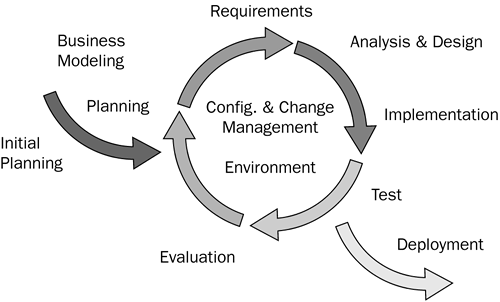 Requirements
Business
Modeling
Analysis & Design
Planning
Config. & Change
Management
Implementation
Initial
Planning
Environment
Test
Evaluation
Deployment